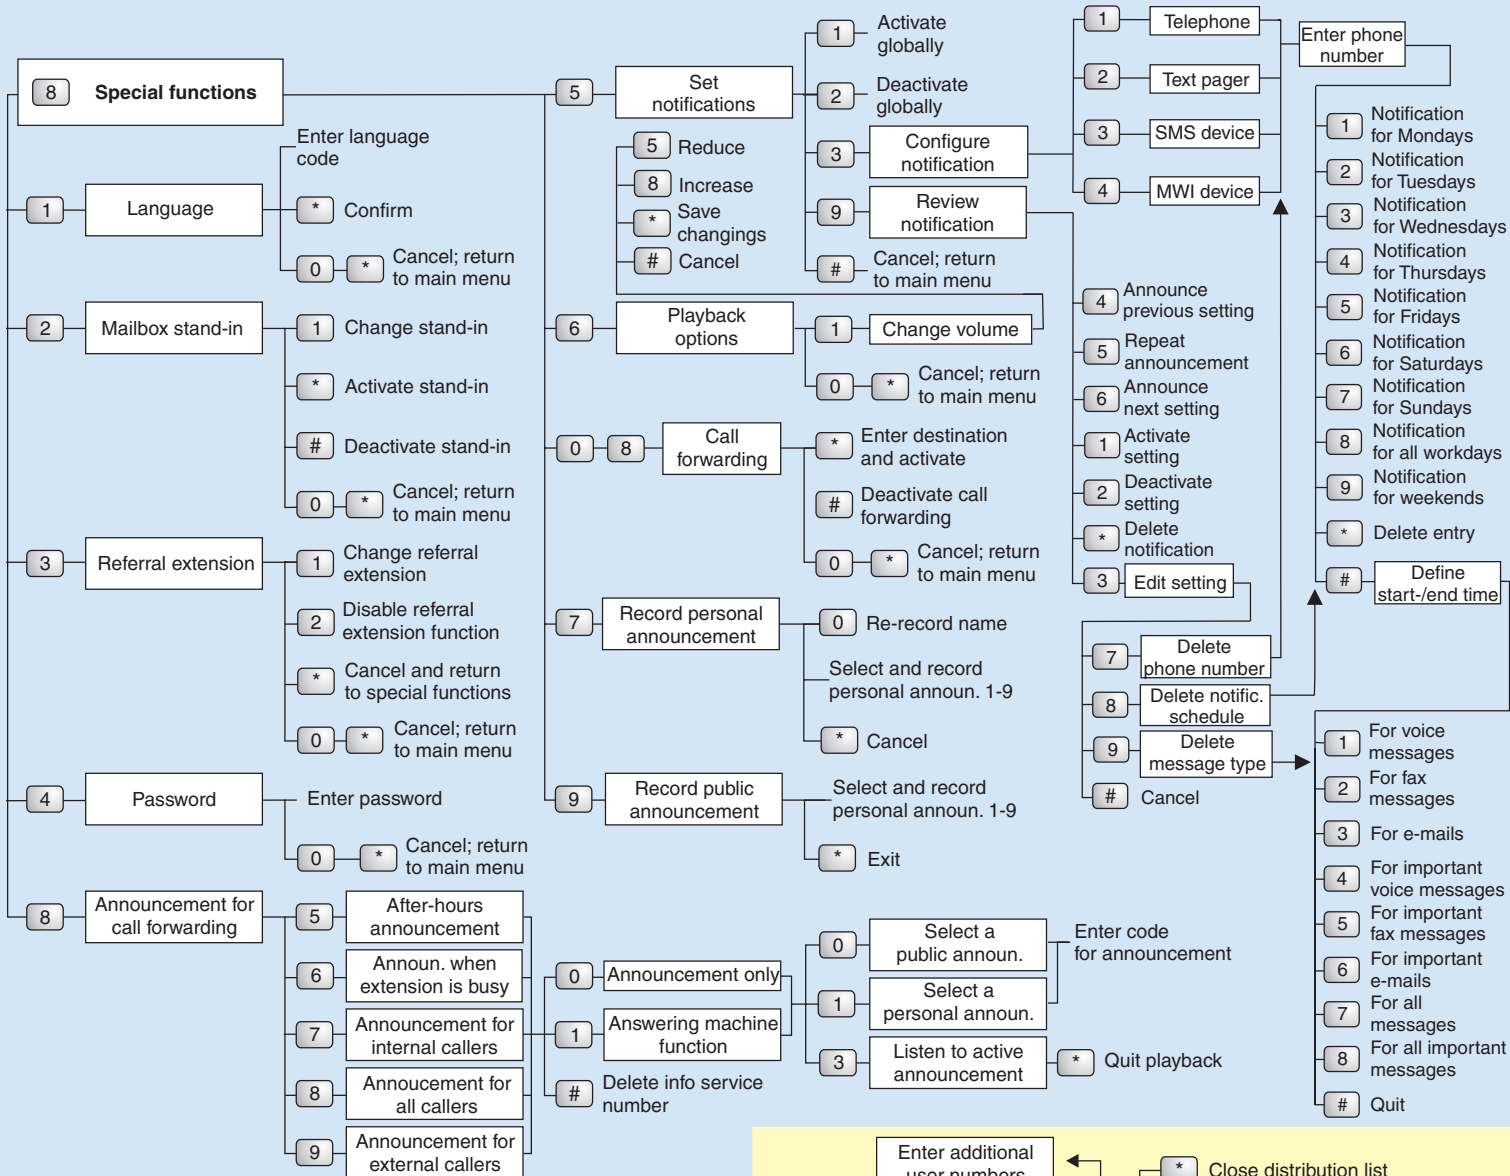 8 Special functions
1 Language
Enter language
code
* Confirm
0 * Cancel; return
to main menu
2 Mailbox stand-in
1 Change stand-in
* Activate stand-in
# Deactivate stand-in
0 * Cancel; return
to main menu
3 Referral extension
1 Change referral
extension
2 Disable referral
extension function
* Cancel and return
to special functions
0 * Cancel; return
to main menu
4 Password
Enter password
0 * Cancel; return
to main menu
8 Announcement for
call forwarding
5 After-hours
announcement
6 Announ. when
extension is busy
7 Announcement for
internal callers
8 Annoucement for
all callers
9 Announcement for
external callers
0 Announcement only
1 Answering machine
function
# Delete info service
number
0 Select a
public announ.
1 Select a
personal announ.
Enter code
for announcement
3 Listen to active
announcement
* Quit playback
5 Set
notifications
1 Activate
globally
2 Deactivate
globally
3 Configure
notification
9 Review
notification
# Cancel; return
to main menu
5 Reduce
8 Increase
* Save
changings
# Cancel
6 Playback
options
1 Change volume
0 * Cancel; return
to main menu
0 8 Call
forwarding
* Enter destination
and activate
# Deactivate call
forwarding
0 * Cancel; return
to main menu
7 Record personal
announcement
0 Re-record name
Select and record
personal announ. 1-9
* Cancel
9 Record public
announcement
Select and record
personal announ. 1-9
* Exit
1 Telephone
2 Text pager
3 SMS device
4 MWI device
Enter phone
number
4 Announce
previous setting
5 Repeat
announcement
6 Announce
next setting
1 Activate
setting
2 Deactivate
setting
* Delete
notification
3 Edit setting
7 Delete
phone number
8 Delete notific.
schedule
9 Delete
message type
# Cancel
1 Notification
for Mondays
2 Notification
for Tuesdays
3 Notification
for Wednesdays
4 Notification
for Thursdays
5 Notification
for Fridays
6 Notification
for Saturdays
7 Notification
for Sundays
8 Notification
for all workdays
9 Notification
for weekends
* Delete entry
# Define
start-/end time
1 For voice
messages
2 For fax
messages
3 For e-mails
4 For important
voice messages
5 For important
fax messages
6 For important
e-mails
7 For all
messages
8 For all important
messages
# Quit
Enter additional
user numbers
* Close distribution list